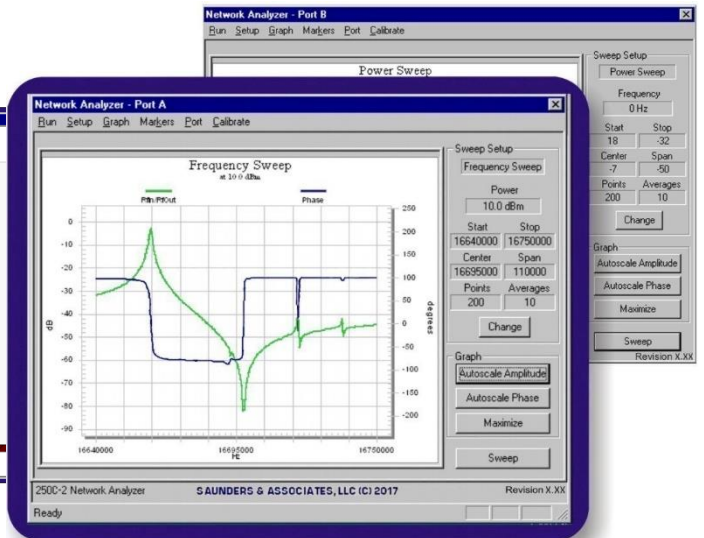 Network Analyzer - Port B
Run Setup Graph Markers Port Calibrate
Power Sweep
Sweep Setup
Power Sweep
Frequency
0 Hz
Start Stop
18 -32
Center Span
-7 -50
Points Averages
200 10
Change
Graph
Autoscale Amplitude
Autoscale Phase
Maximize
Sweep
Revision X.XX
Network Analyzer - Port A
Run Setup Graph Markers Port Calibrate
Frequency Sweep
at 10.0 dBm
RfIn/RfOut Phase
0
-10
-20
-30
-40
-50
-60
-70
-80
-90
dB
250
200
150
100
50
0
-50
-100
-150
-200
degrees
16640000 16695000 16750000
Hz
Sweep Setup
Frequency Sweep
Power
10.0 dBm
Start Stop
16640000 16750000
Center Span
16695000 110000
Points Averages
200 10
Change
Graph
Autoscale Amplitude
Autoscale Phase
Maximize
Sweep
250C-2 Network Analyzer SAUNDERS & ASSOCIATES, LLC (C) 2017 Revision X.XX
Ready